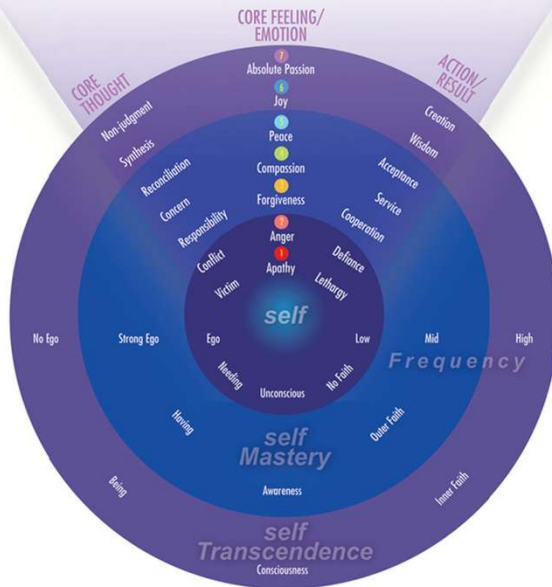 CORE FEELING/
EMOTION
CORE
THOUGHT
ACTION/
RESULT
7
Absolute Passion
6
Joy
Non-judgment
Creation
Synthesis
Wisdom
5
Peace
Reconciliation
Acceptance
4
Compassion
Concern
Service
3
Forgiveness
Responsibility
Cooperation
2
Anger
Conflict
Defiance
1
Apathy
Victim
Lethargy
self
No Ego
Strong Ego
Ego
Low
Mid
High
Frequency
Needing
Unconscious
No Faith
Having
self
Mastery
Outer Faith
Being
Awareness
Inner Faith
self
Transcendence
Consciousness